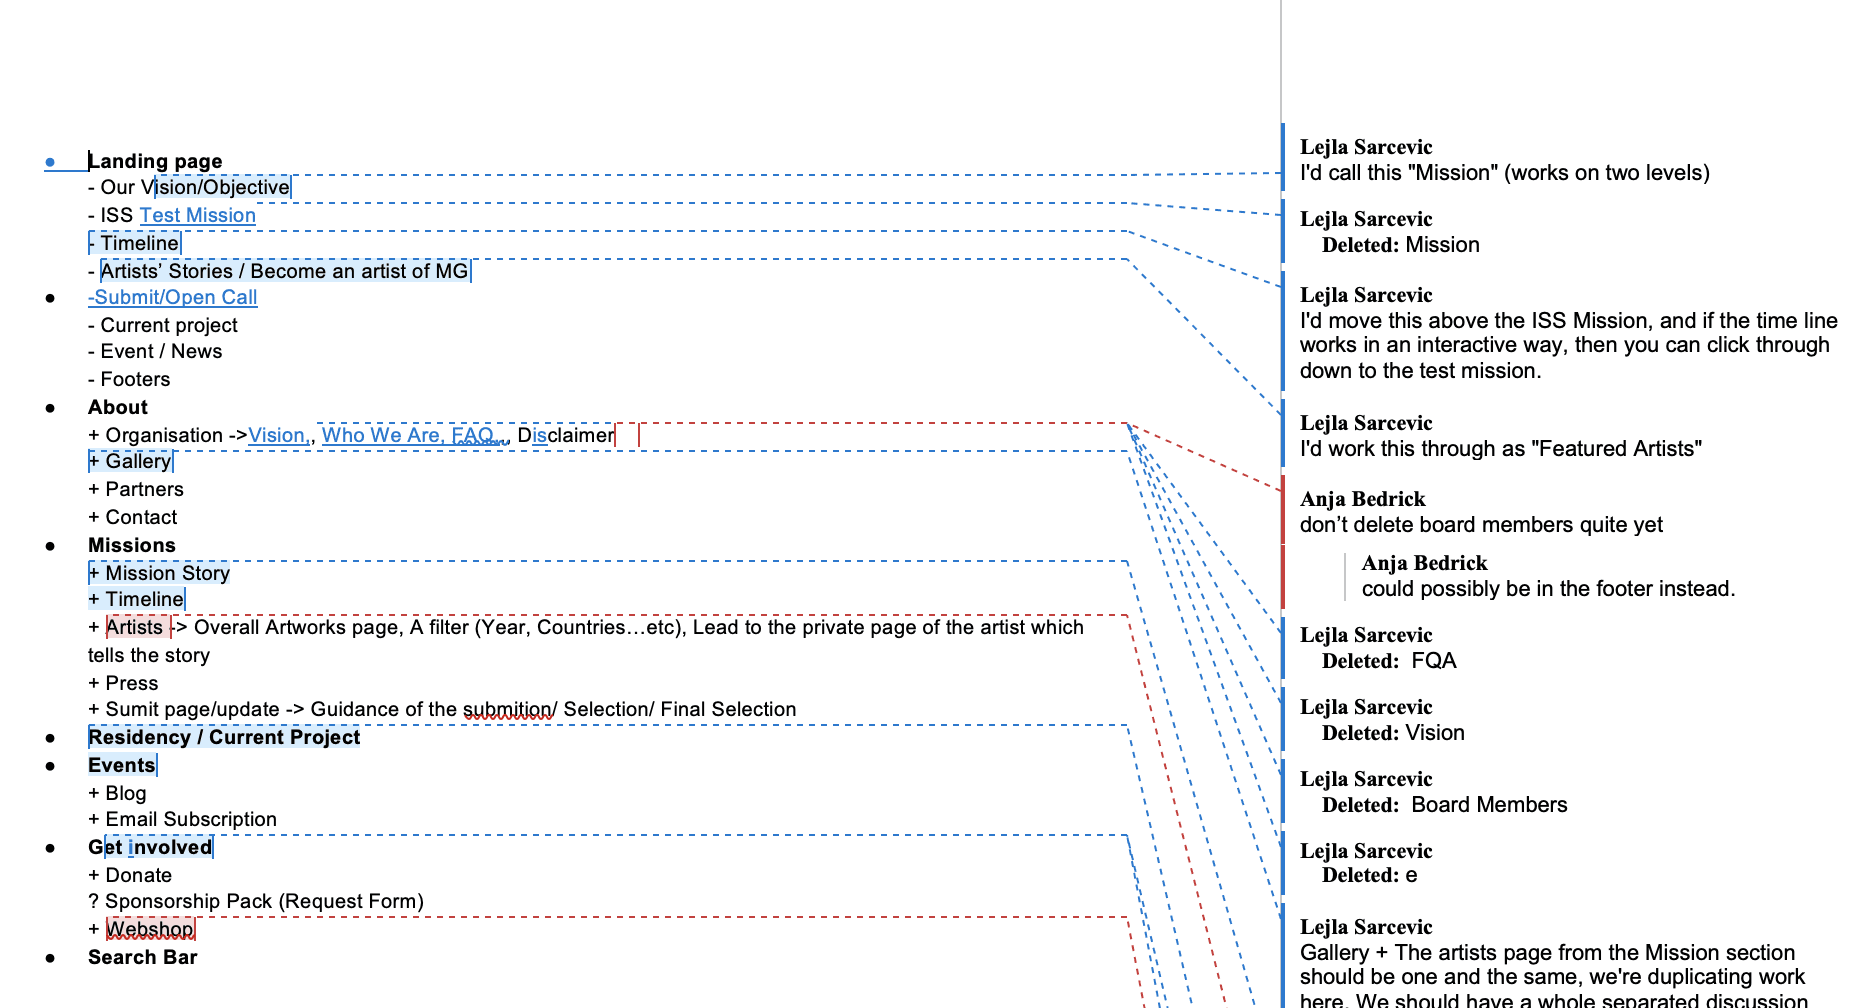 Landing page
- Our Vision/Objective
- ISS Test Mission
- Timeline
- Artists’ Stories / Become an artist of MG
-Submit/Open Call
- Current project
- Event / News
- Footers
About
+ Organisation ->Vision,, Who We Are, FAQ,,, Disclaimer
+ Gallery
+ Partners
+ Contact
Missions
+ Mission Story
+ Timeline
+ Artists -> Overall Artworks page, A filter (Year, Countries…etc), Lead to the private page of the artist which
tells the story
+ Press
+ Sumit page/update -> Guidance of the submition/ Selection/ Final Selection
Residency / Current Project
Events
+ Blog
+ Email Subscription
Get involved
+ Donate
? Sponsorship Pack (Request Form)
+ Webshop
Search Bar
Lejla Sarcevic
I'd call this "Mission" (works on two levels)
Lejla Sarcevic
Deleted: Mission
Lejla Sarcevic
I'd move this above the ISS Mission, and if the time line
works in an interactive way, then you can click through
down to the test mission.
Lejla Sarcevic
I'd work this through as "Featured Artists"
Anja Bedrick
don’t delete board members quite yet
Anja Bedrick
could possibly be in the footer instead.
Lejla Sarcevic
Deleted: FQA
Lejla Sarcevic
Deleted: Vision
Lejla Sarcevic
Deleted: Board Members
Lejla Sarcevic
Deleted: e
Lejla Sarcevic
Gallery + The artists page from the Mission section
should be one and the same, we're duplicating work
here. We should have a whole separated discussion